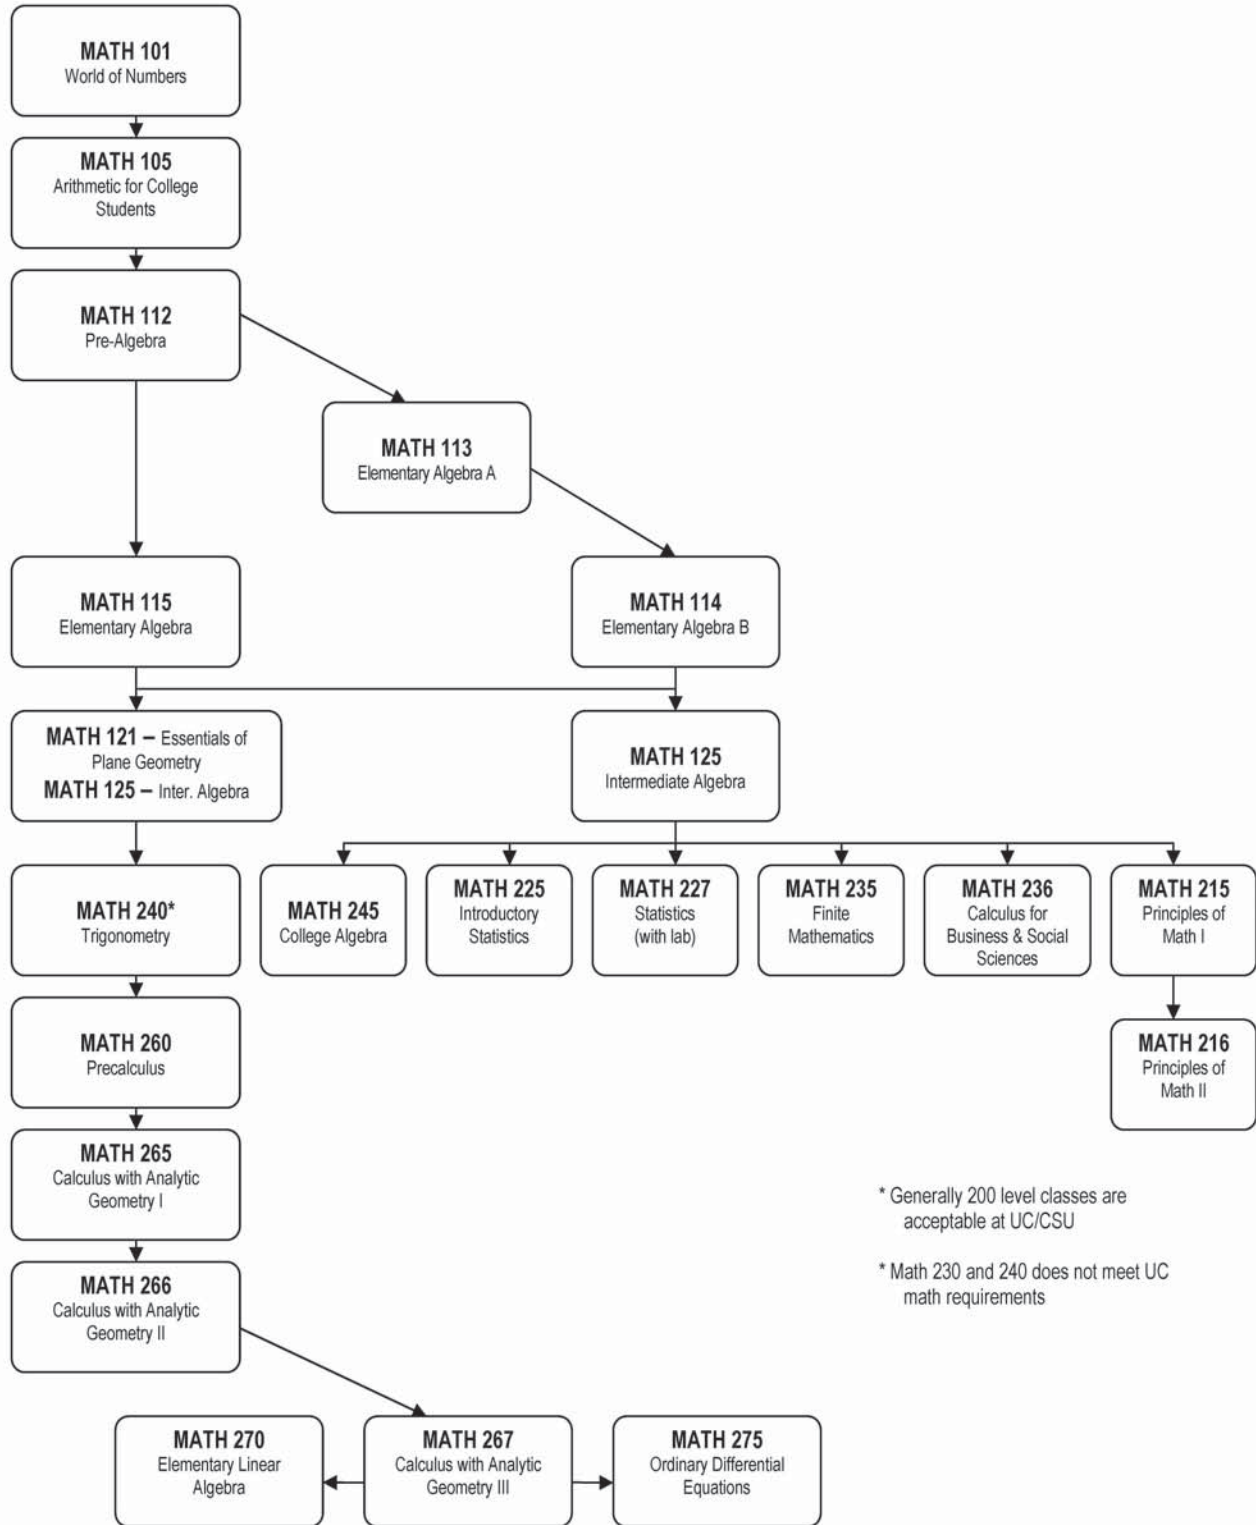 MATH 101
World of Numbers
MATH 105
Arithmetic for College
Students
MATH 112
Pre-Algebra
MATH 113
Elementary Algebra A
MATH 115
Elementary Algebra
MATH 114
Elementary Algebra B
MATH 121 – Essentials of
Plane Geometry
MATH 125 – Inter. Algebra
MATH 125
Intermediate Algebra
MATH 240*
Trigonometry
MATH 245
College Algebra
MATH 225
Introductory
Statistics
MATH 227
Statistics
(with lab)
MATH 235
Finite
Mathematics
MATH 236
Calculus for
Business & Social
Sciences
MATH 215
Principles of
Math I
MATH 216
Principles of
Math II
MATH 260
Precalculus
MATH 265
Calculus with Analytic
Geometry I
MATH 266
Calculus with Analytic
Geometry II
* Generally 200 level classes are
acceptable at UC/CSU
* Math 230 and 240 does not meet UC
math requirements
MATH 270
Elementary Linear
Algebra
MATH 267
Calculus with Analytic
Geometry III
MATH 275
Ordinary Differential
Equations